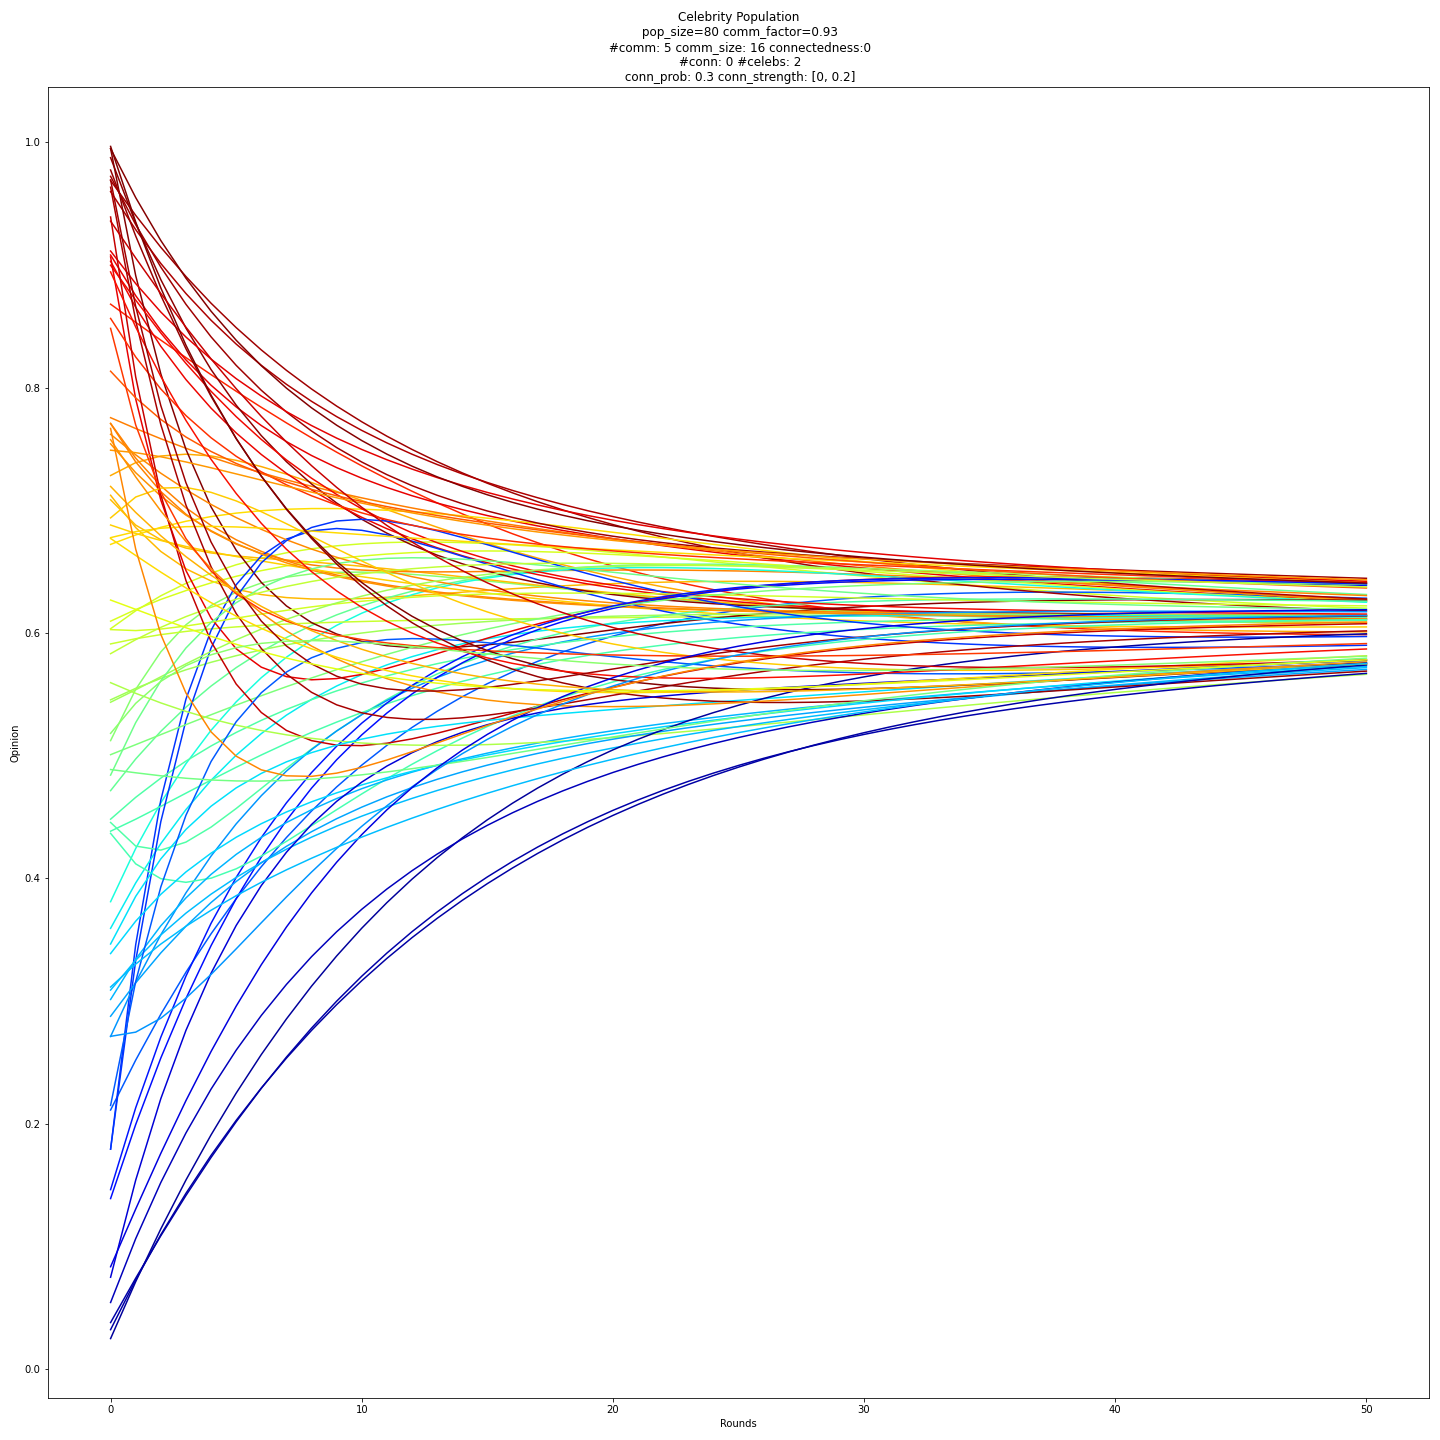 Celebrity Population
pop_size=80 comm_factor=0.93
#comm: 5 comm_size: 16 connectedness:0
#conn: 0 #celebs: 2
conn_prob: 0.3 conn_strength: [0, 0.2]
1.0
0.8
0.6
0.4
0.2
0.0
Opinion
0 10 20 30 40 50
Rounds